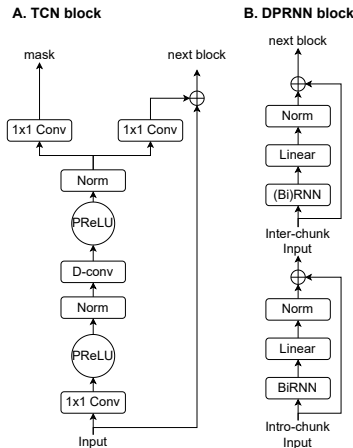 A. TCN block
mask
next block
1x1 Conv
1x1 Conv
Norm
PReLU
D-conv
Norm
PReLU
1x1 Conv
Input
B. DPRNN block
next block
Norm
Linear
(Bi)RNN
Inter-chunk
Input
Norm
Linear
BiRNN
Intro-chunk
Input